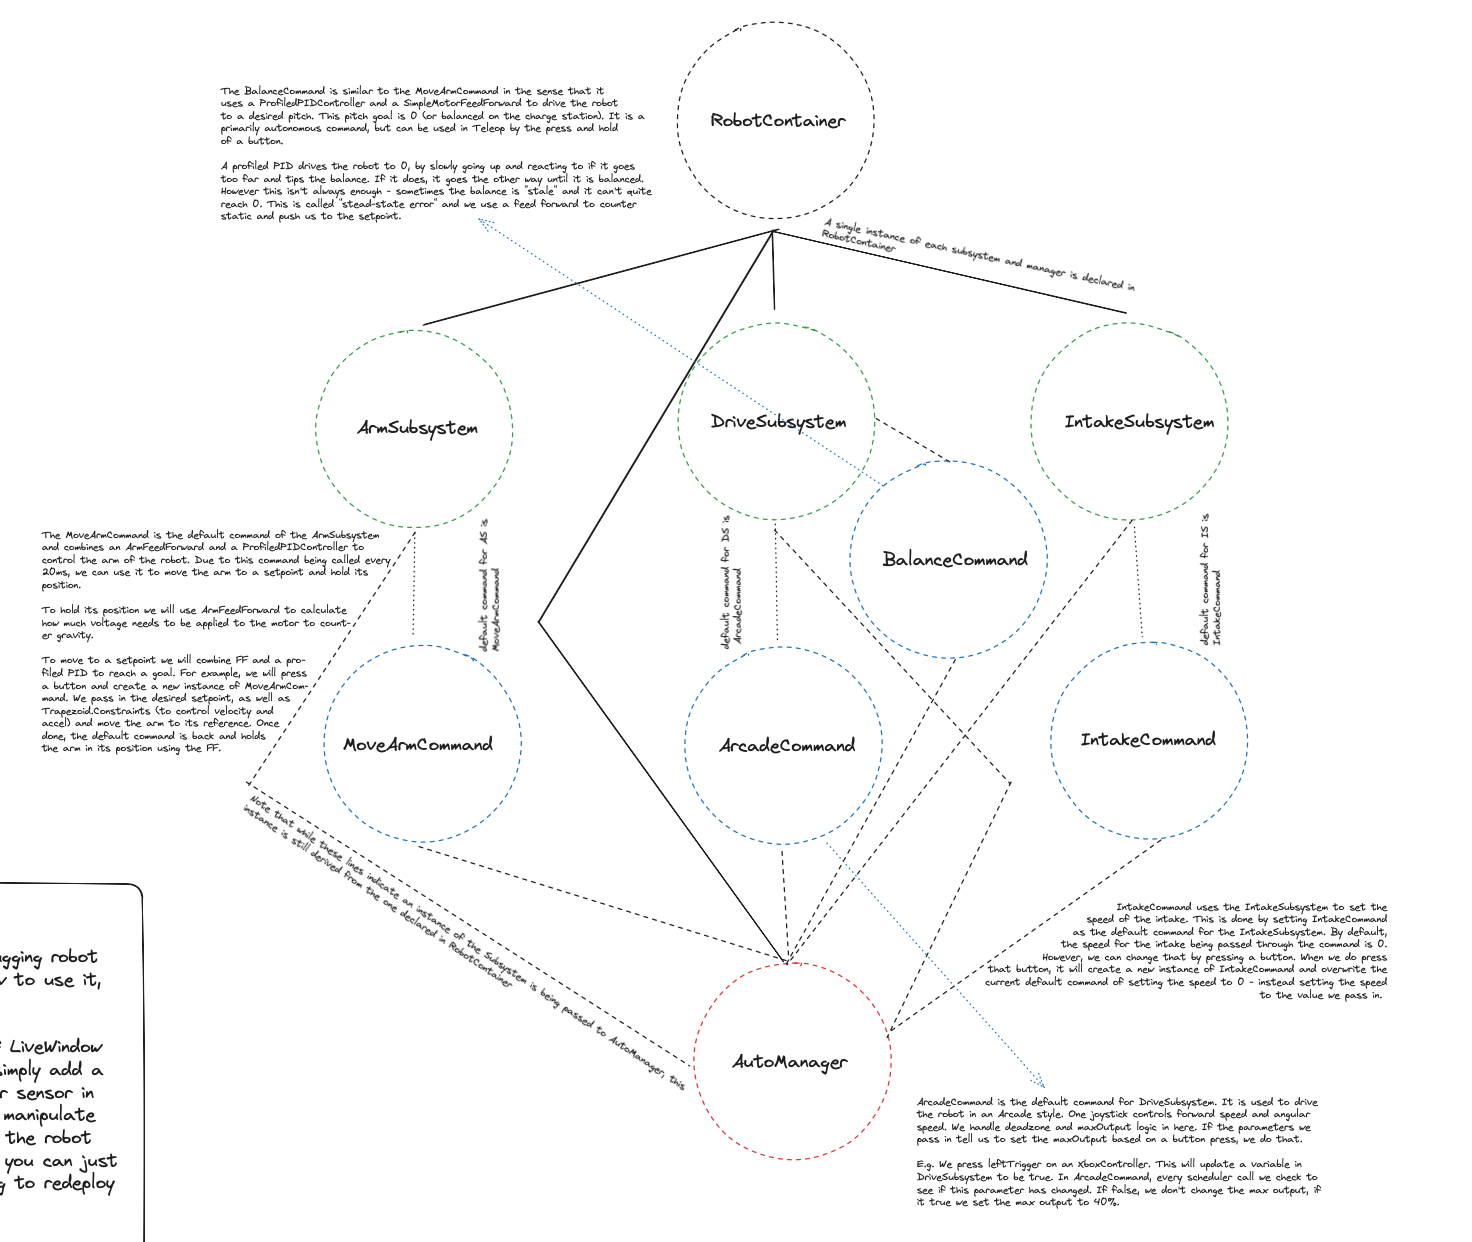 RobotContainer
The BalanceCommand is similar to the MoveArmCommand in the sense that it
uses a ProfiledPIDController and a SimpleMotorFeedForward to drive the robot
to a desired pitch. This pitch goal is 0 (or balanced on the charge station). It is a
primarily autonomous command, but can be used in Teleop by the press and hold
of a button.
A profiled PID drives the robot to 0, by slowly going up and reacting to if it goes
too far and tips the balance. If it does, it goes the other way until it is balanced.
However this isn't always enough - sometimes the balance is "stale" and it can't quite
reach 0. This is called "stead-state error" and we use a feed forward to counter
static and push us to the setpoint.
A single instance of each subsystem and manager is declared in
RobotContainer
ArmSubsystem
DriveSubsystem
IntakeSubsystem
The MoveArmCommand is the default command of the ArmSubsystem
and combines an ArmFeedForward and a ProfiledPIDController to
control the arm of the robot. Due to this command being called every
20ms, we can use it to move the arm to a setpoint and hold its
position.
To hold its position we will use ArmFeedForward to calculate
how much voltage needs to be applied to the motor to count-
er gravity.
To move to a setpoint we will combine FF and a pro-
filed PID to reach a goal. For example, we will press
a button and create a new instance of MoveArmCom-
mand. We pass in the desired setpoint, as well as
Trapezoid.Constraints (to control velocity and
accel) and move the arm to its reference. Once
done, the default command is back and holds
the arm in its position using the FF.
default command for AS is
MoveArmCommand
default command for DS is
ArcadeCommand
BalanceCommand
default command for IS is
IntakeCommand
MoveArmCommand
ArcadeCommand
IntakeCommand
Note that while these lines indicate an instance of the Subsystem is being passed to AutoManager, this
instance is still derived from the one declared in RobotContainer
AutoManager
IntakeCommand uses the IntakeSubsystem to set the
speed of the intake. This is done by setting IntakeCommand
as the default command for the IntakeSubsystem. By default,
the speed for the intake being passed through the command is 0.
However, we can change that by pressing a button. When we do press
that button, it will create a new instance of IntakeCommand and overwrite the
current default command of setting the speed to 0 - instead setting the speed
to the value we pass in.
ArcadeCommand is the default command for DriveSubsystem. It is used to drive
the robot in an Arcade style. One joystick controls forward speed and angular
speed. We handle deadzone and maxOutput logic in here. If the parameters we
pass in tell us to set the maxOutput based on a button press, we do that.
E.g. We press leftTrigger on an XboxController. This will update a variable in
DriveSubsystem to be true. In ArcadeCommand, every scheduler call we check to
see if this parameter has changed. If false, we don't change the max output, if
it true we set the max output to 40%.
gging robot
to use it,
LiveWindow
simply add a
r sensor in
manipulate
the robot
you can just
to redeploy